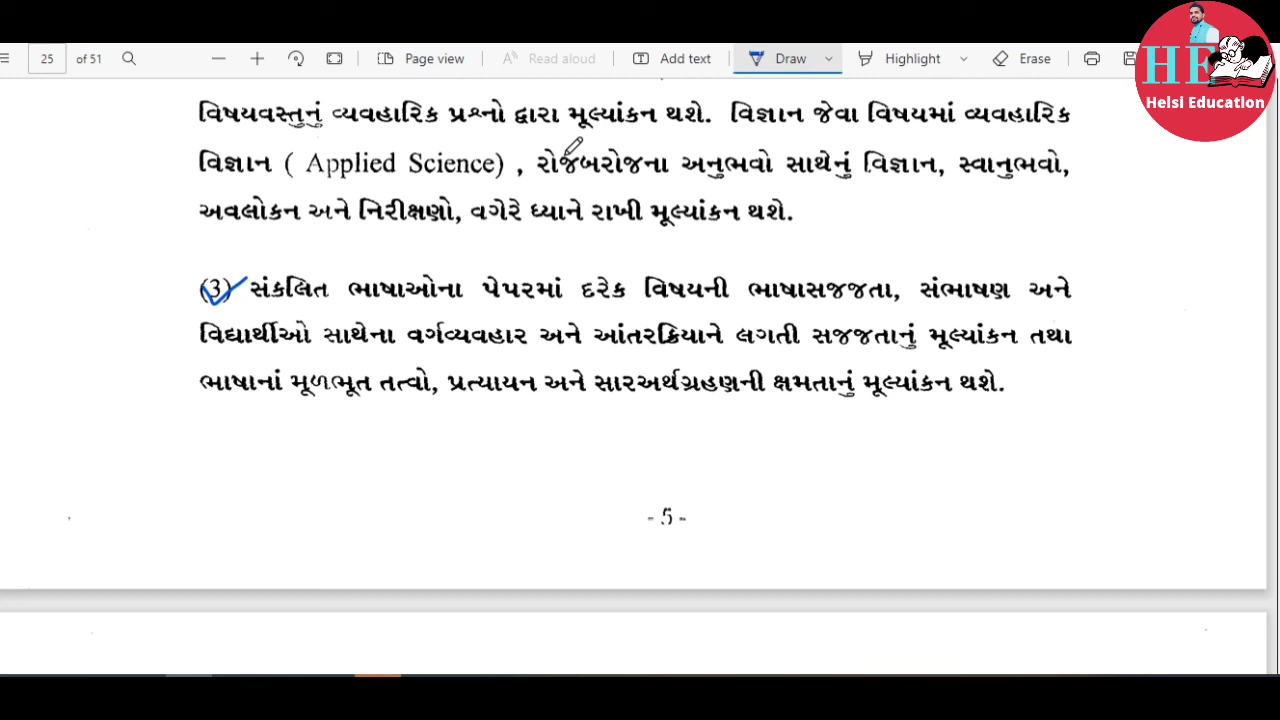 25 of 51 Page view Read aloud Add text Draw Highlight Erase
HE
Helsi Education
વિષયવસ્તુનું વ્યવહારિક પ્રશ્નો દ્વારા મૂલ્યાંકન થશે. વિજ્ઞાન જેવા વિષયમાં વ્યવહારિક
વિજ્ઞાન ( Applied Science) , રોજબરોજના અનુભવો સાથેનું વિજ્ઞાન, સ્વાનુભવો,
અવલોકન અને નિરીક્ષણો, વગેરે ધ્યાને રાખી મૂલ્યાંકન થશે.
(3) સંકલિત ભાષાઓના પેપરમાં દરેક વિષયની ભાષાસજજતા, સંભાષણ અને
વિદ્યાર્થીઓ સાથેના વર્ગવ્યવહાર અને આંતરક્રિયાને લગતી સજજતાનું મૂલ્યાંકન તથા
ભાષાનાં મૂળભૂત તત્વો, પ્રત્યાયન અને સારઅર્થગ્રહણની ક્ષમતાનું મૂલ્યાંકન થશે.
- 5 -